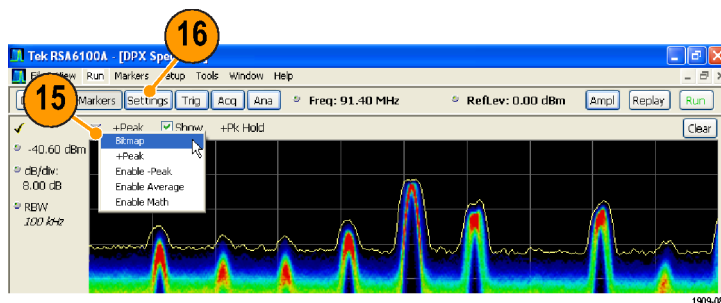 16
Tek RSA6100A - [DPX Spe
View Run Markers Setup Tools Window Help
15
Markers Settings Trig Acq Ana Freq: 91.40 MHz RefLev: 0.00 dBm Ampl Replay Run
+Peak Show +Pk Hold Clear
Bitmap
-40.60 dBm
+Peak
dB/div:
Enable -Peak
8.00 dB
Enable Average
RBW
Enable Math
100 kHz